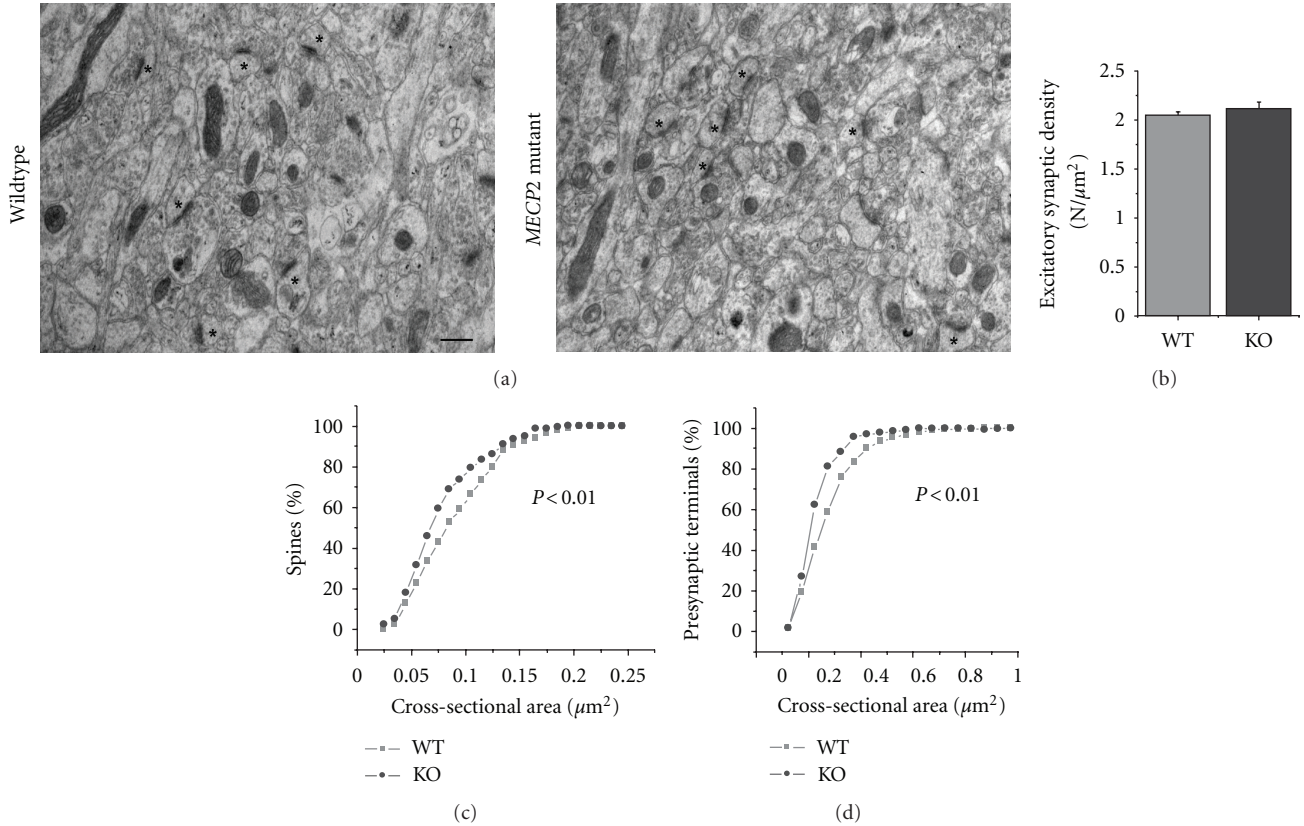 Wildtype
*
*
*
*
*
*
MECP2 mutant
*
*
*
*
*
*
(a)
Excitatory synaptic density
(N/μm²)
2.5
2
1.5
1
0.5
0
WT
KO
(b)
Spines (%)
100
80
60
40
20
0
P < 0.01
0
0.05
0.1
0.15
0.2
0.25
Cross-sectional area (μm²)
WT
KO
(c)
Presynaptic terminals (%)
100
80
60
40
20
0
P < 0.01
0
0.2
0.4
0.6
0.8
1
Cross-sectional area (μm²)
WT
KO
(d)